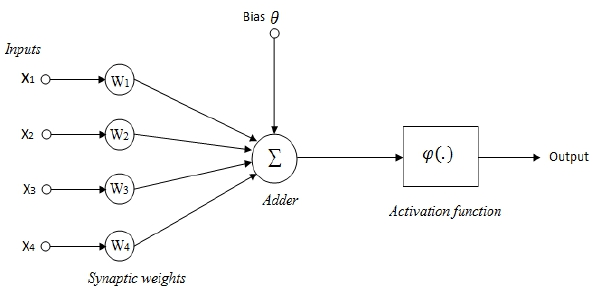 Bias θ
Inputs
X1 W1
X2 W2
Σ φ(.) Output
X3 W3
Adder
Activation function
X4 W4
Synaptic weights